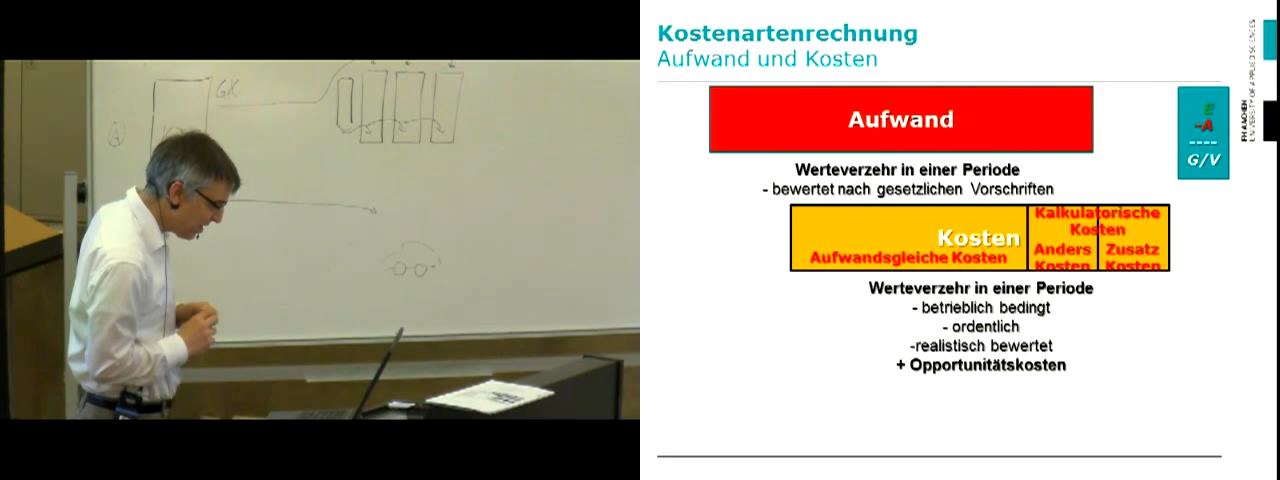 GK
A
Kostenartenrechnung
Aufwand und Kosten
FH AACHEN
UNIVERSITY OF APPLIED SCIENCES
Aufwand
E
-A
----
G/V
Werteverzehr in einer Periode
- bewertet nach gesetzlichen Vorschriften
Kosten
Aufwandsgleiche Kosten
Kalkulatorische
Kosten
Anders
Kosten
Zusatz
Kosten
Werteverzehr in einer Periode
- betrieblich bedingt
- ordentlich
-realistisch bewertet
+ Opportunitätskosten